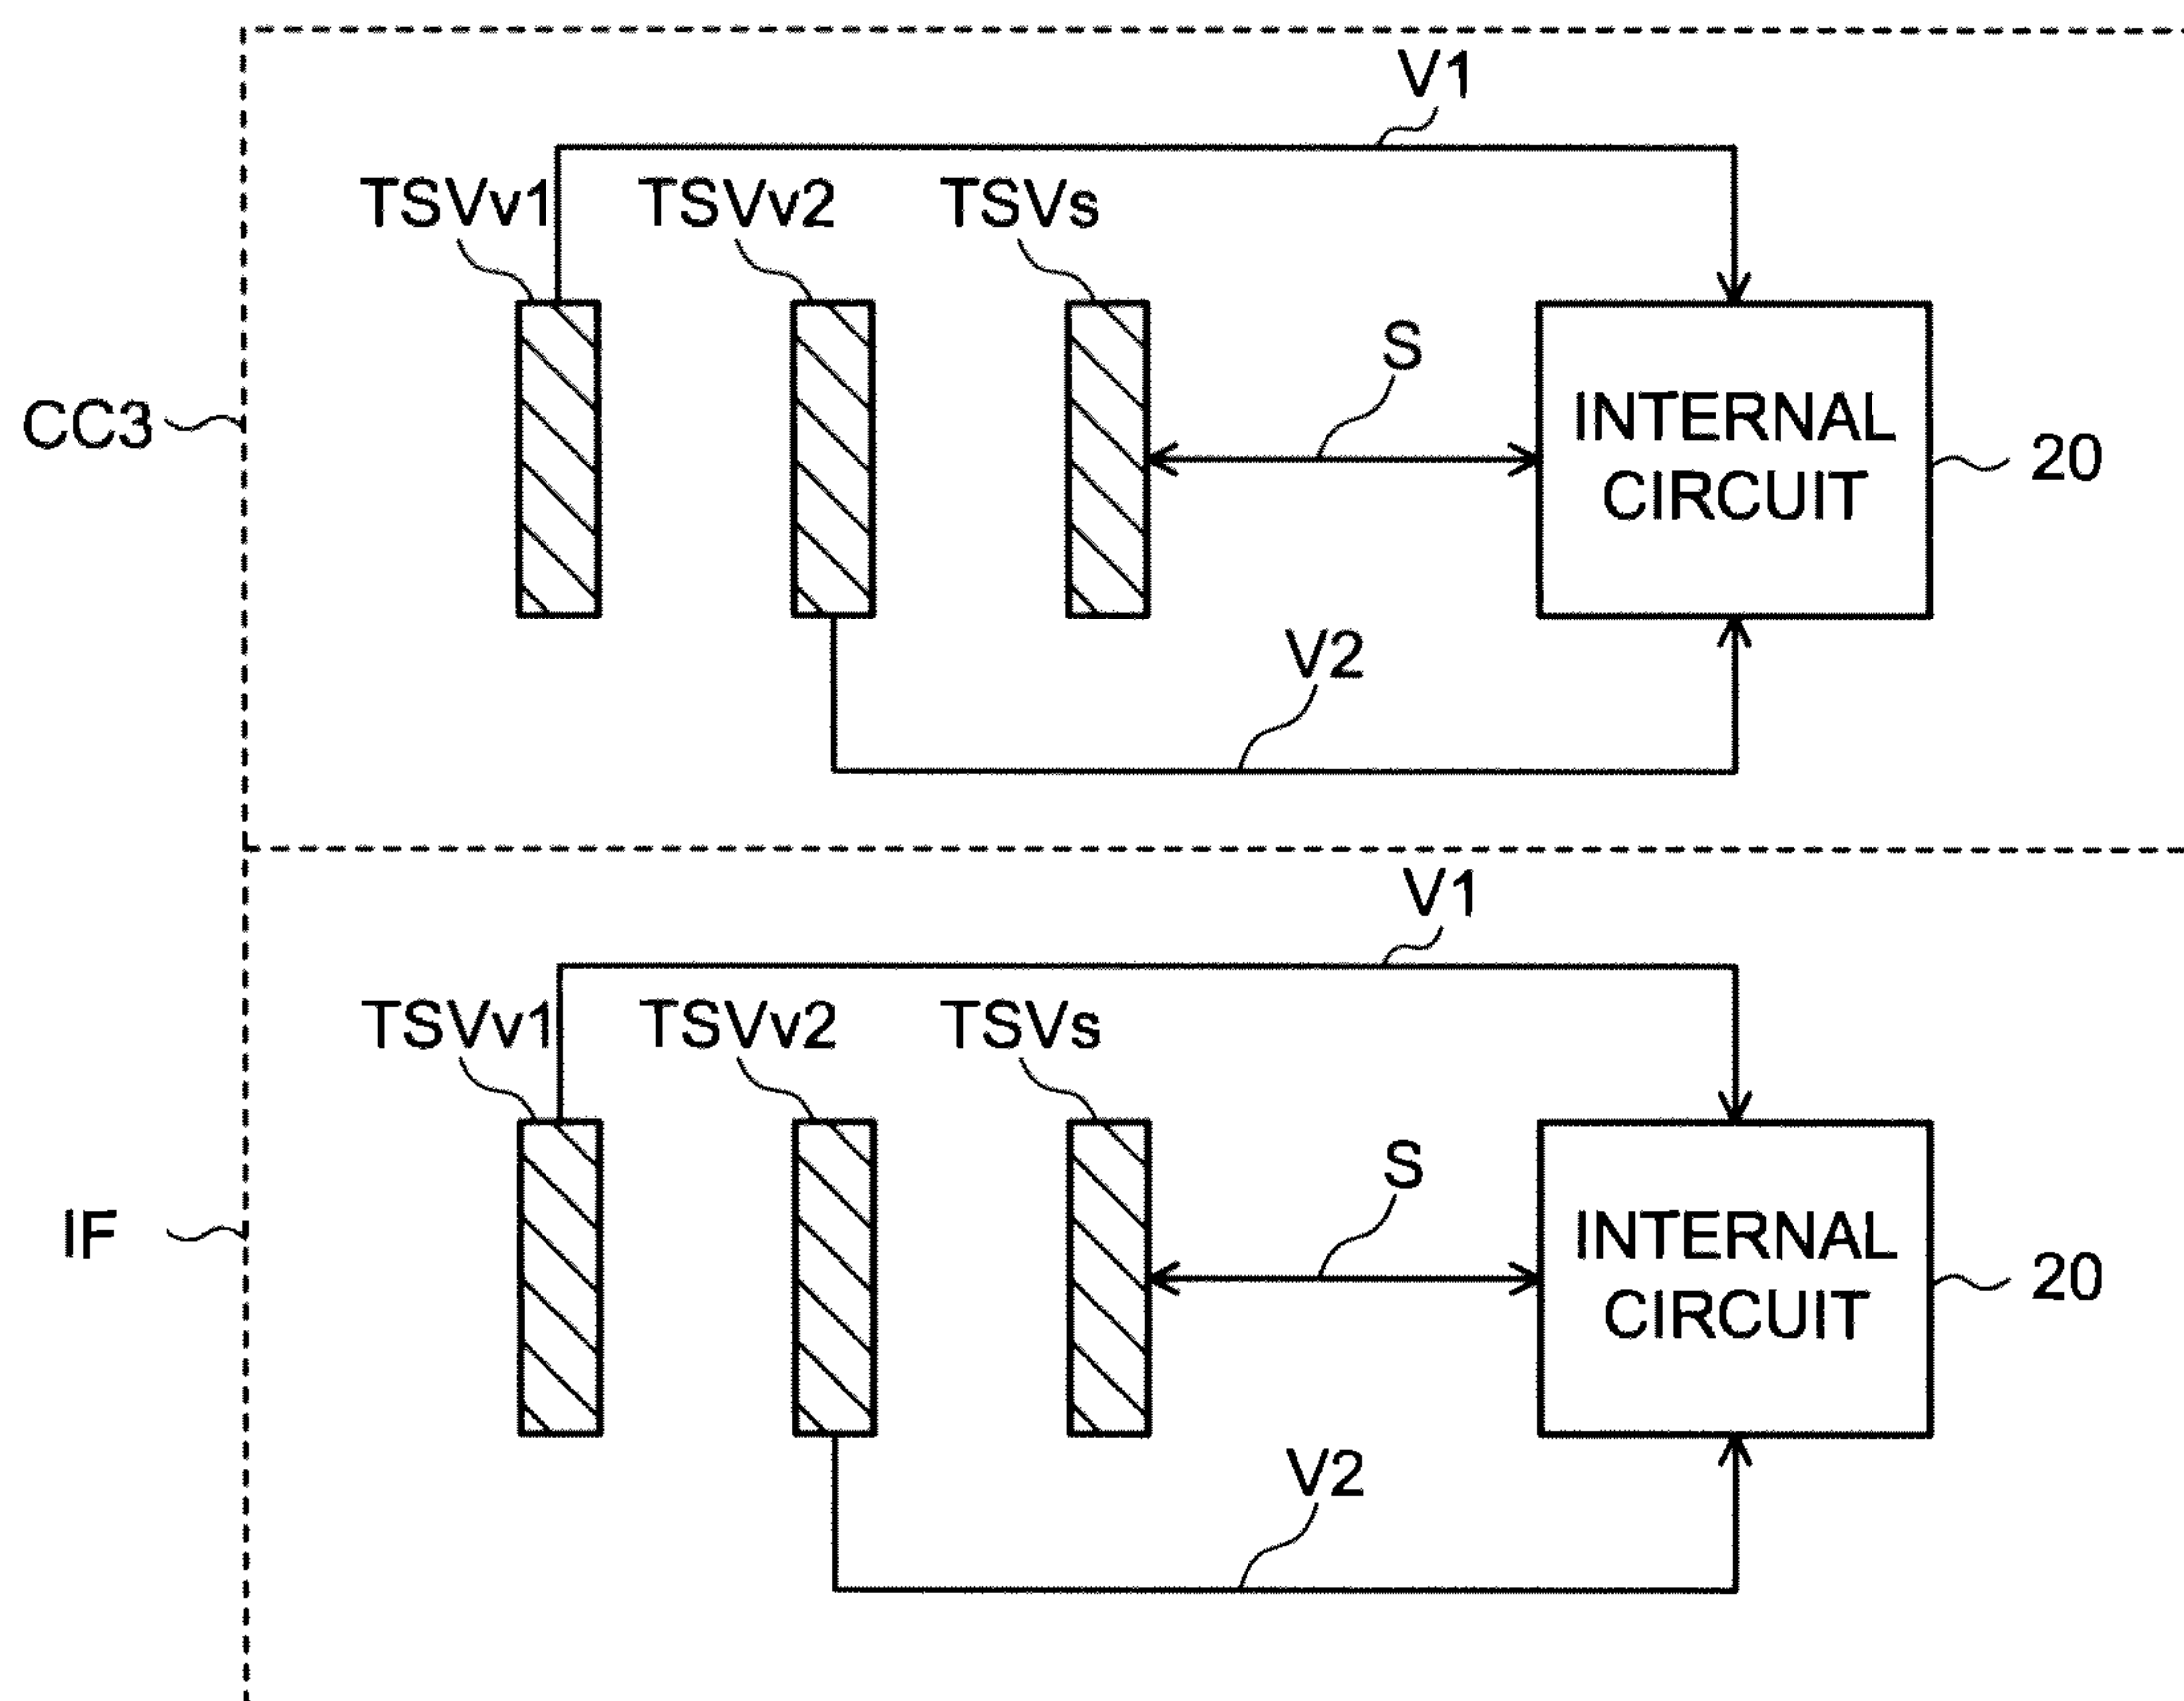 V1
TSVv1 TSVv2 TSVs
S
CC3
INTERNAL
CIRCUIT
20
V2
V1
TSVv1 TSVv2 TSVs
S
IF
INTERNAL
CIRCUIT
20
V2